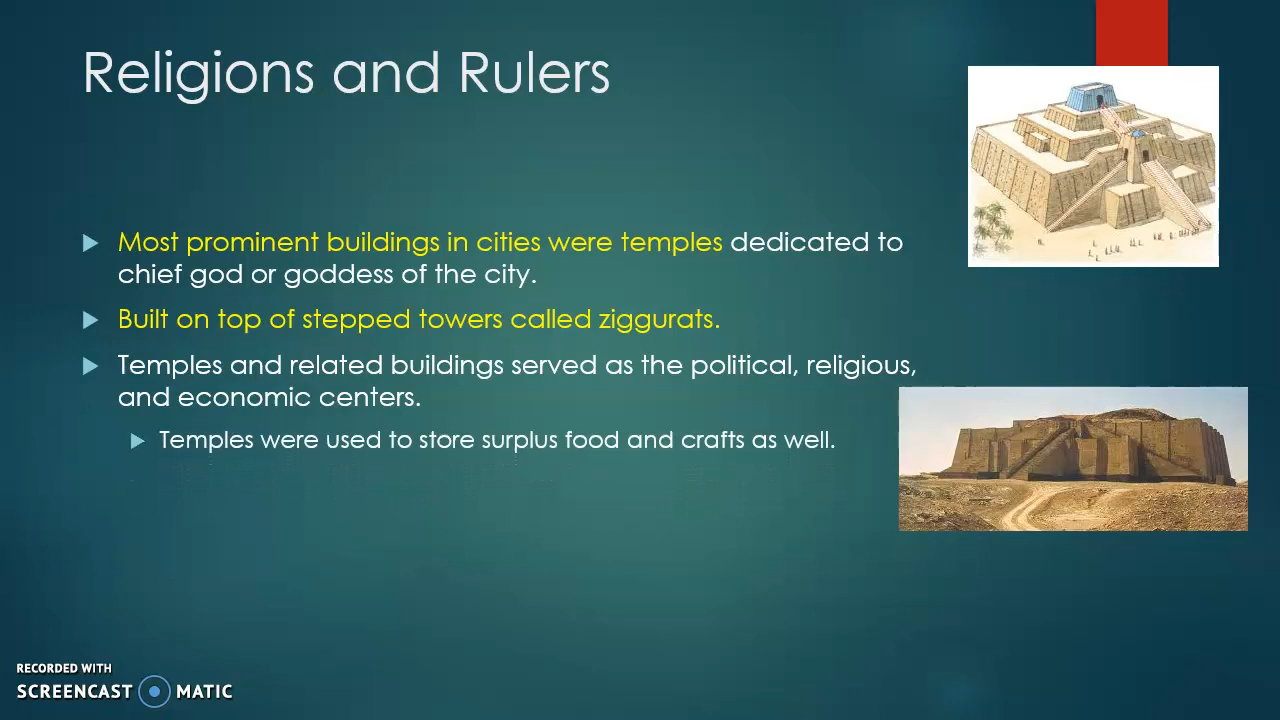 Religions and Rulers
Most prominent buildings in cities were temples dedicated to
chief god or goddess of the city.
Built on top of stepped towers called ziggurats.
Temples and related buildings served as the political, religious,
and economic centers.
Temples were used to store surplus food and crafts as well.
RECORDED WITH
SCREENCAST MATIC